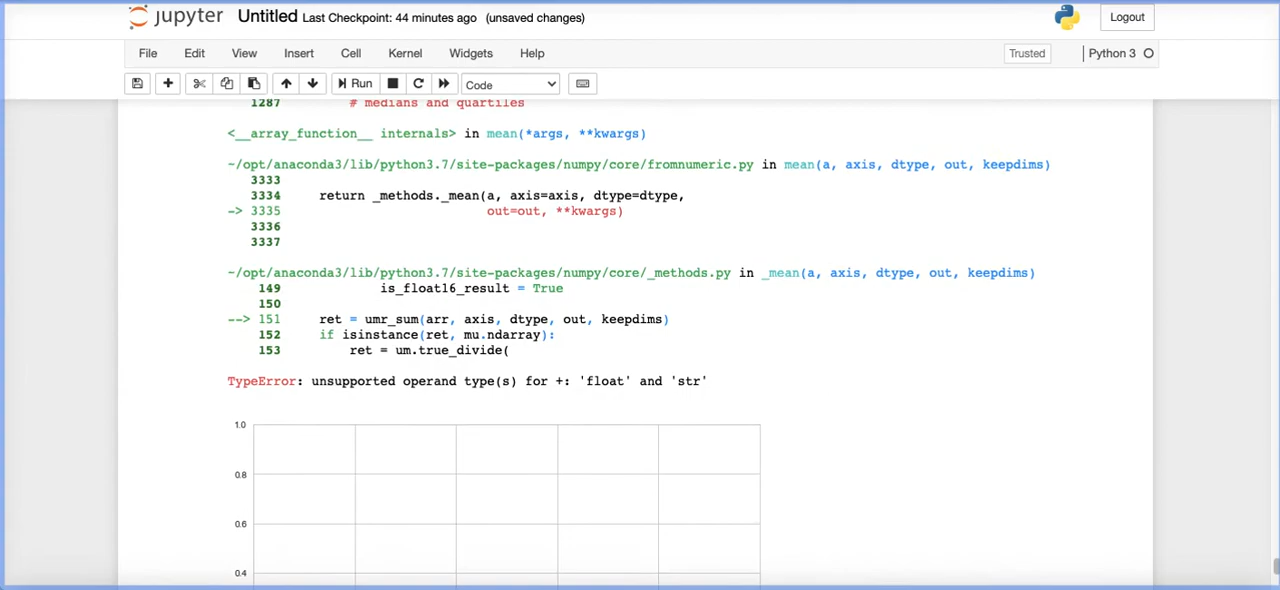 jupyter Untitled Last Checkpoint: 44 minutes ago (unsaved changes)
Logout
File Edit View Insert Cell Kernel Widgets Help
Trusted Python 3
Run Code
1287 # medians and quartiles
<__array_function__ internals> in mean(*args, **kwargs)
~/opt/anaconda3/lib/python3.7/site-packages/numpy/core/fromnumeric.py in mean(a, axis, dtype, out, keepdims)
3333
3334 return _methods._mean(a, axis=axis, dtype=dtype,
-> 3335 out=out, **kwargs)
3336
3337
~/opt/anaconda3/lib/python3.7/site-packages/numpy/core/_methods.py in _mean(a, axis, dtype, out, keepdims)
149 is_float16_result = True
150
--> 151 ret = umr_sum(arr, axis, dtype, out, keepdims)
152 if isinstance(ret, mu.ndarray):
153 ret = um.true_divide(
TypeError: unsupported operand type(s) for +: 'float' and 'str'
1.0
0.8
0.6
0.4